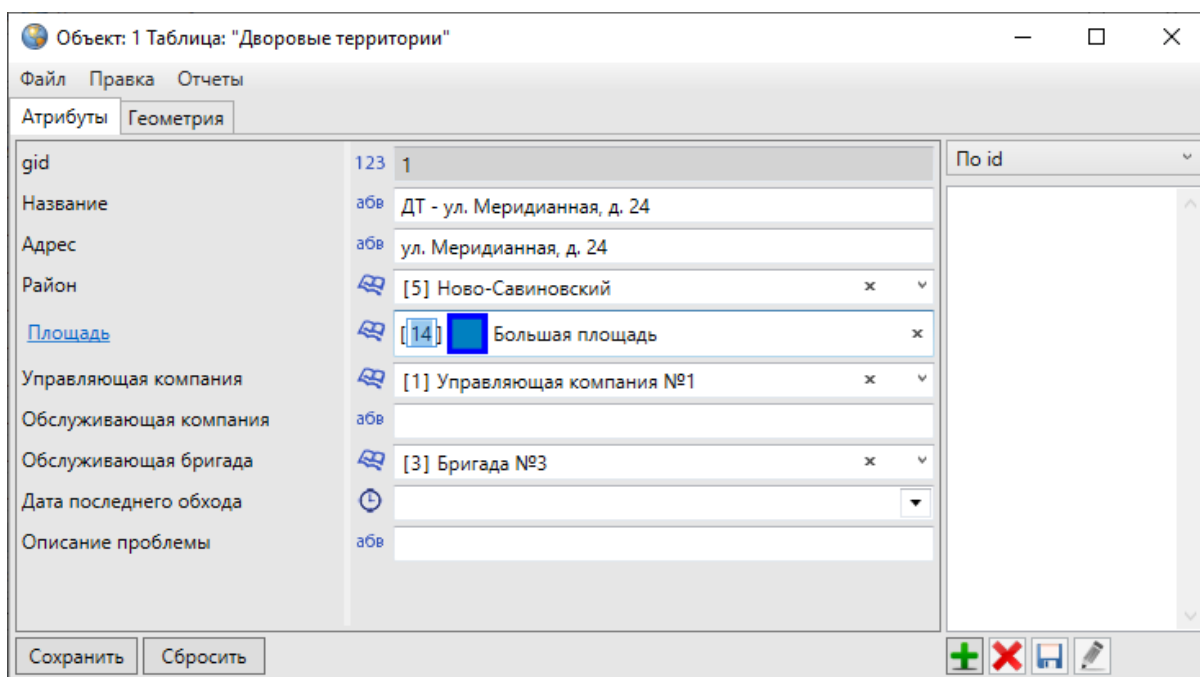 Объект: 1 Таблица: "Дворовые территории"
Файл Правка Отчеты
Атрибуты Геометрия
gid 123 1
По id
Название абв ДТ - ул. Меридианная, д. 24
Адрес абв ул. Меридианная, д. 24
Район [5] Ново-Савиновский
Площадь [14] Большая площадь
Управляющая компания [1] Управляющая компания №1
Обслуживающая компания абв
Обслуживающая бригада [3] Бригада №3
Дата последнего обхода
Описание проблемы абв
Сохранить Сбросить